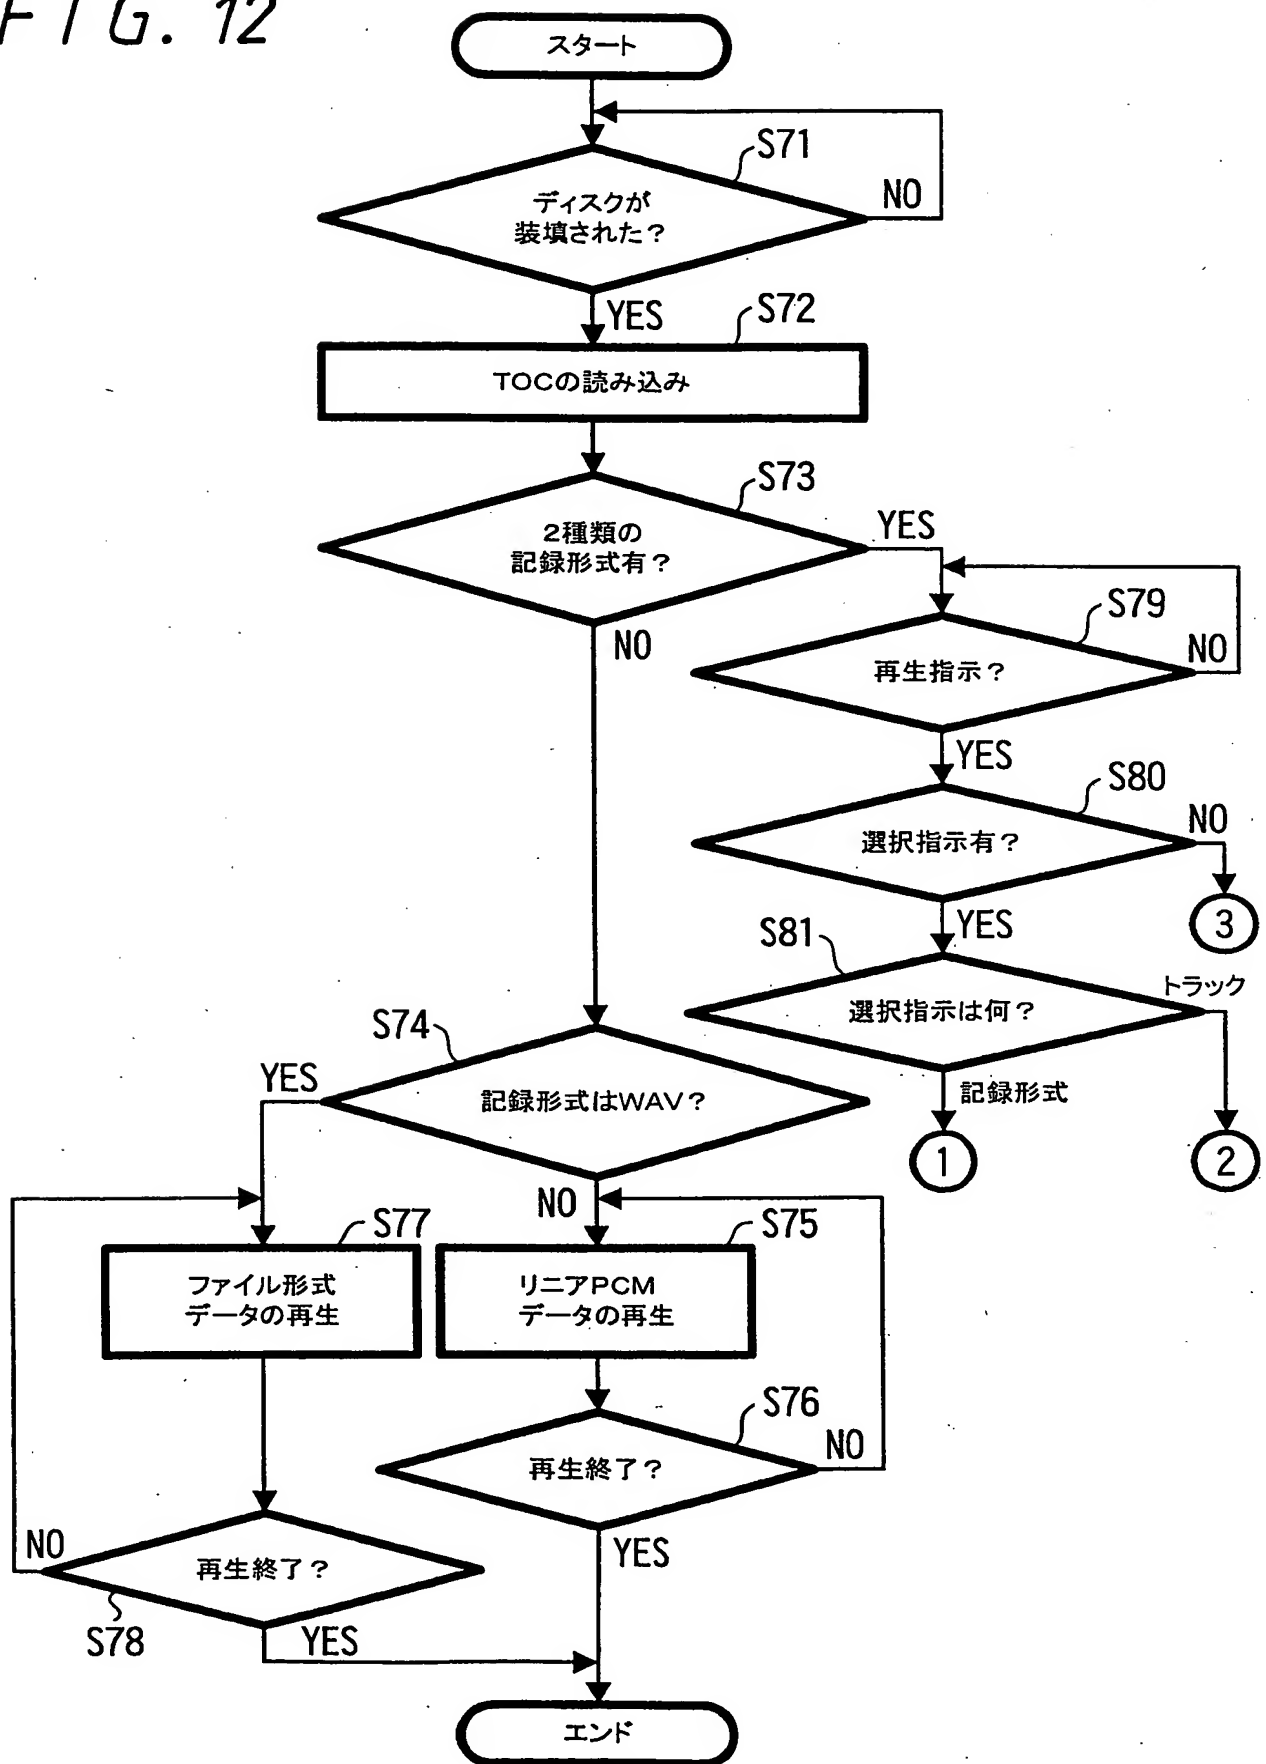 FIG. 12
スタート
S71
ディスクが
装填された?
NO
YES
S72
TOCの読み込み
S73
2種類の
記録形式有?
YES
NO
S79
再生指示?
NO
YES
S80
選択指示有?
NO
3
YES
S81
選択指示は何?
トラック
記録形式
1
2
S74
記録形式はWAV?
YES
NO
S77
ファイル形式
データの再生
S75
リニアPCM
データの再生
S76
再生終了?
NO
YES
NO
再生終了?
S78
YES
エンド